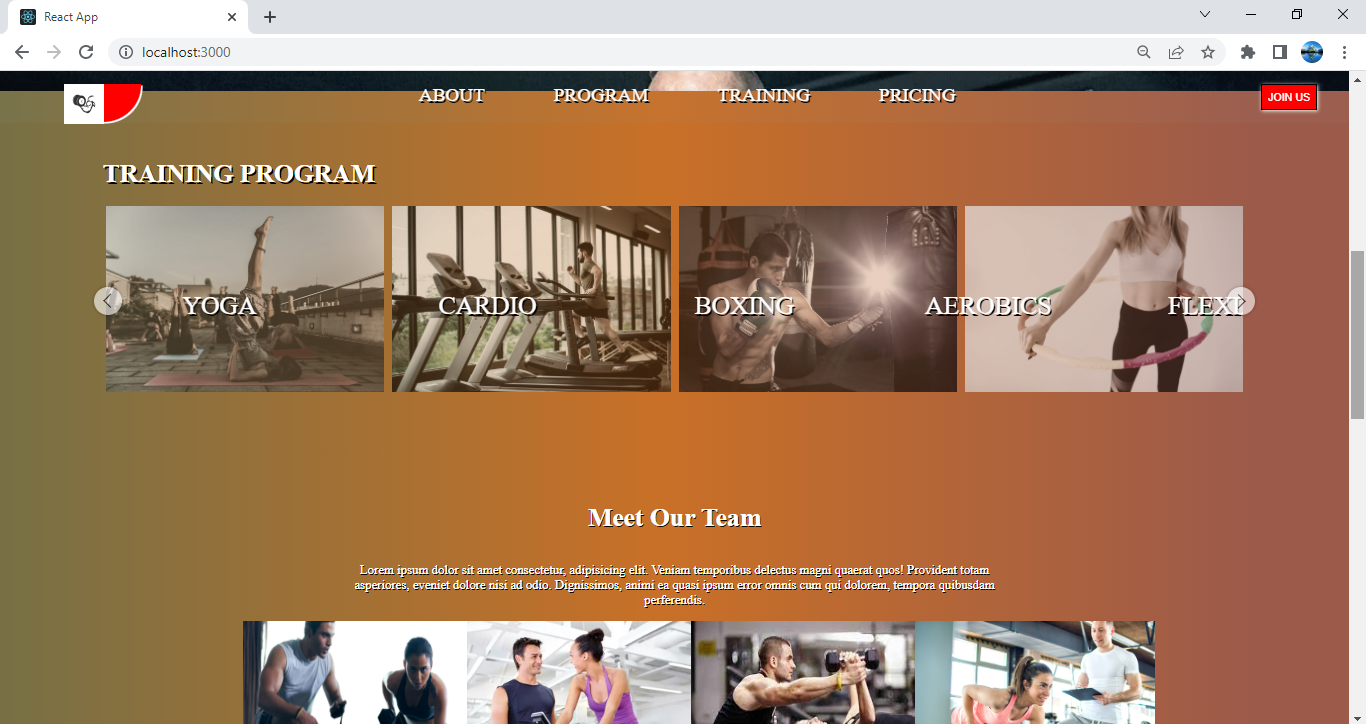 React App
localhost:3000
ABOUT PROGRAM TRAINING PRICING JOIN US
TRAINING PROGRAM
YOGA CARDIO BOXING AEROBICS FLEXI
Meet Our Team
Lorem ipsum dolor sit amet consectetur, adipisicing elit. Veniam temporibus delectus magni quaerat quos! Provident totam
asperiores, eveniet dolore nisi ad odio. Dignissimos, animi ea quasi ipsum error omnis cum qui dolorem, tempora quibusdam
perferendis.